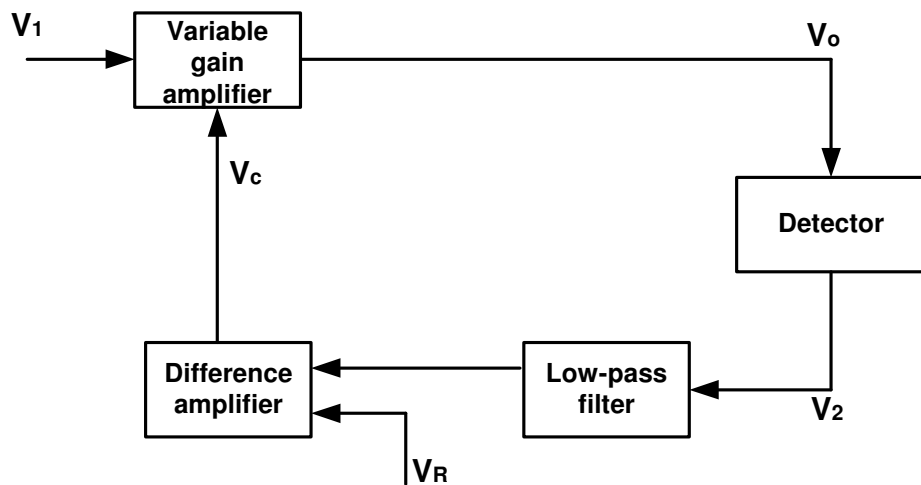 V1
Variable
gain
amplifier
Vo
Vc
Detector
Difference
amplifier
Low-pass
filter
V2
VR